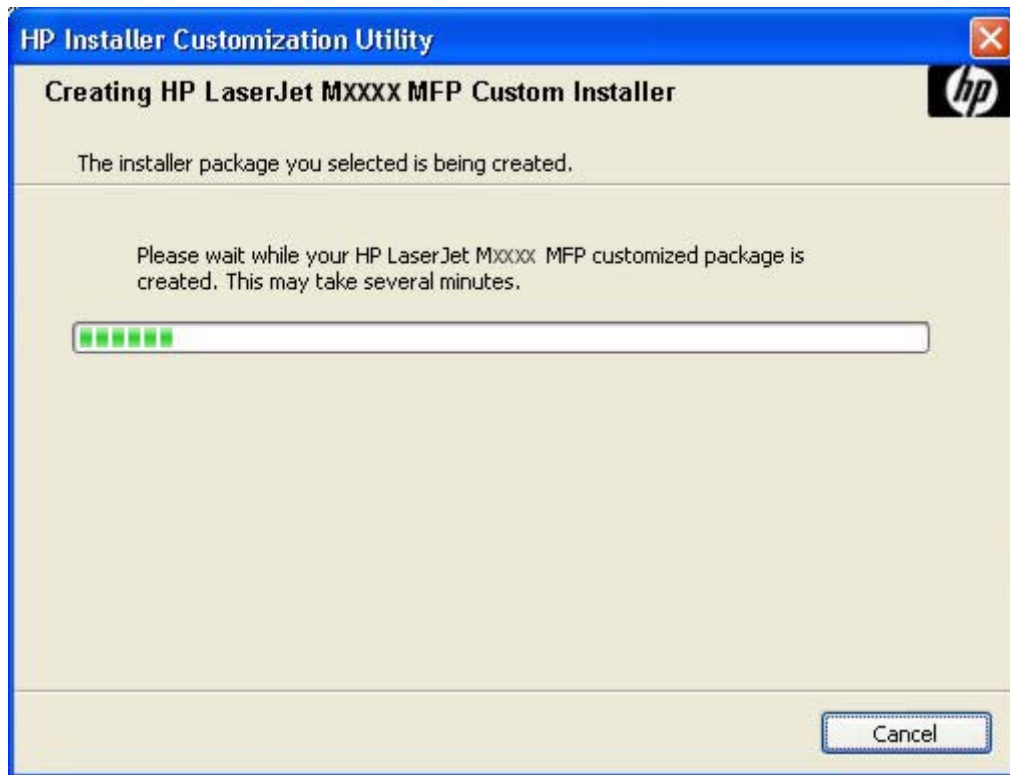 HP Installer Customization Utility
Creating HP LaserJet MXXXX MFP Custom Installer
hp
The installer package you selected is being created.
Please wait while your HP LaserJet MXXXX MFP customized package is
created. This may take several minutes.
Cancel